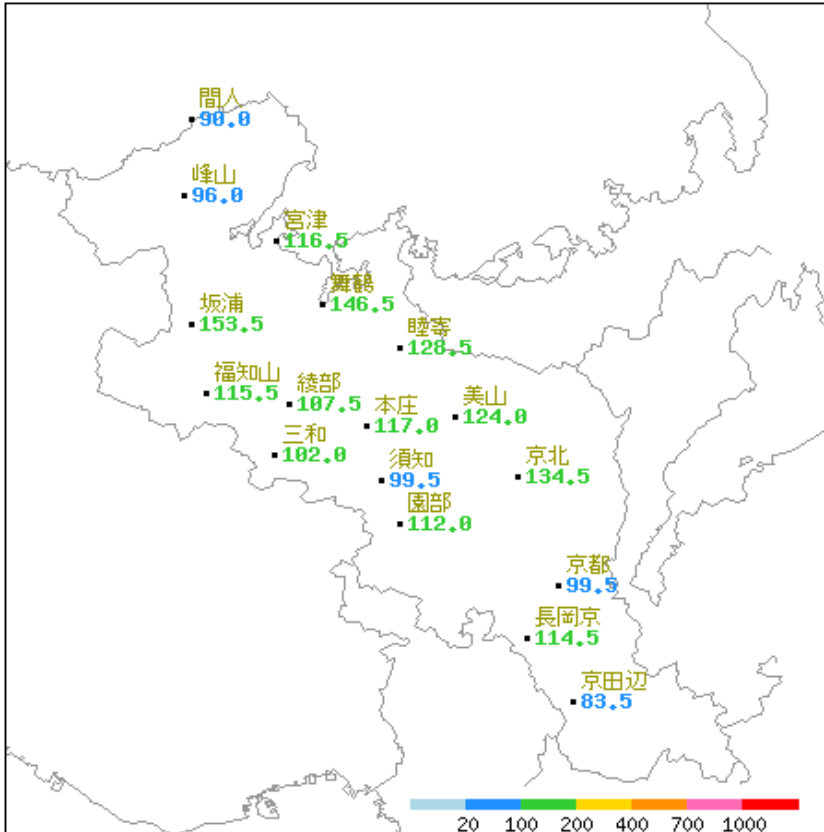 間人
90.0
峰山
96.0
宮津
116.5
舞鶴
146.5
坂浦
153.5
睦寄
128.5
福知山
115.5
綾部
107.5
本庄
117.0
美山
124.0
三和
102.0
須知
99.5
京北
134.5
園部
112.0
京都
99.5
長岡京
114.5
京田辺
83.5
20 100 200 400 700 1000